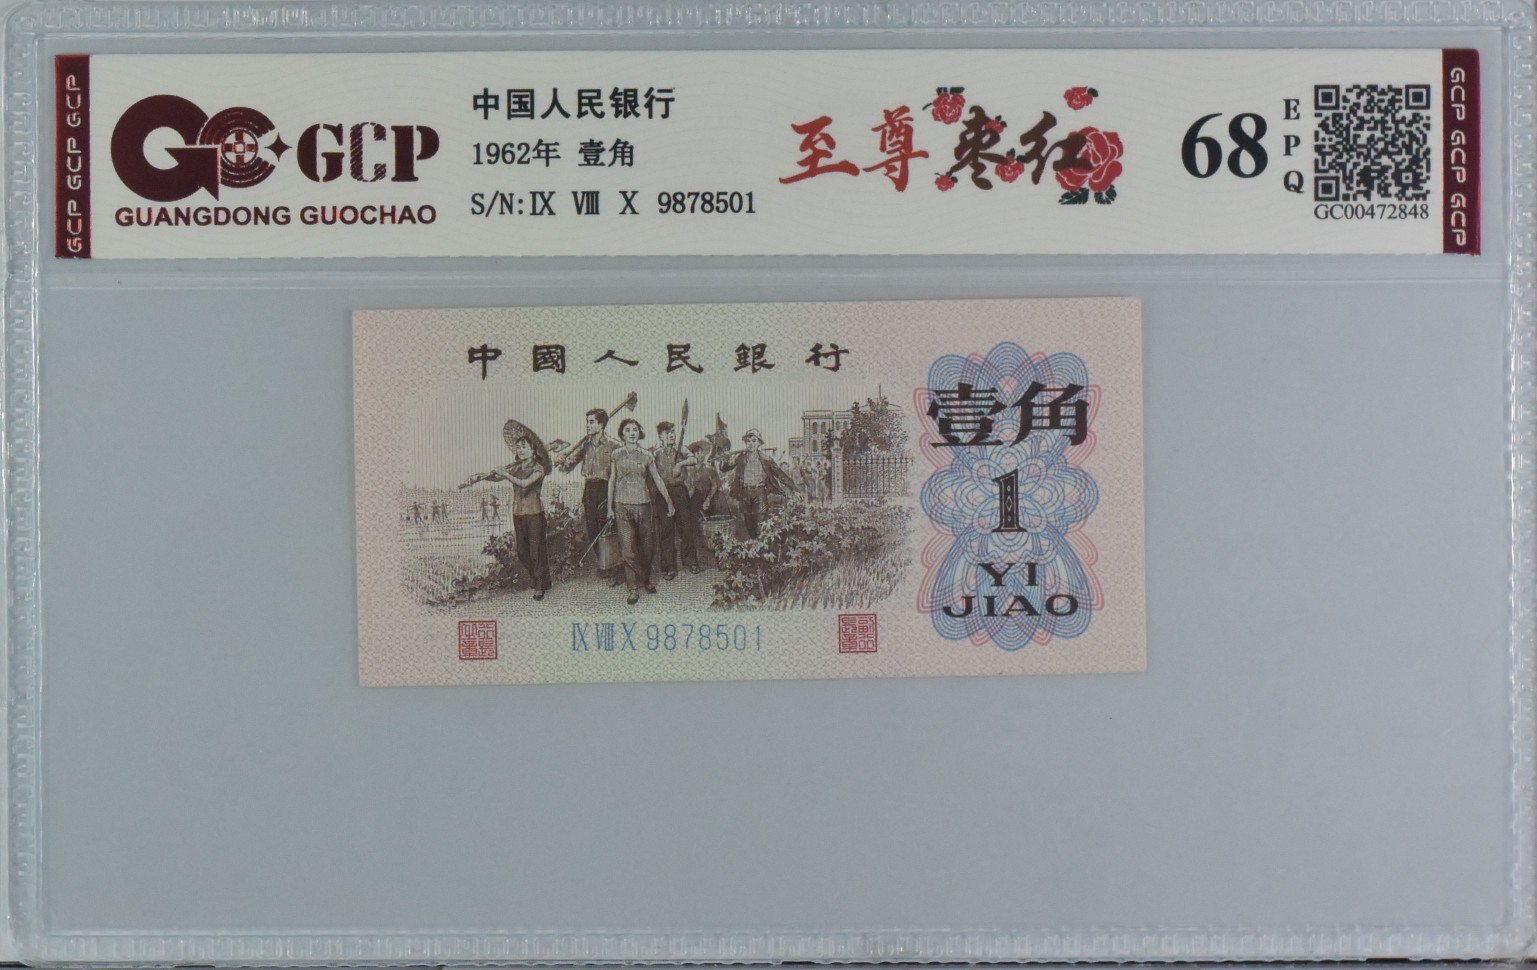 GCP GCP GCP
GCP
GUANGDONG GUOCHAO
中国人民银行
1962年 壹角
S/N: Ⅸ Ⅷ Ⅹ 9878501
至尊枣红
68
EPQ
GC00472848
GCP GCP GCP
中國人民銀行
壹角
1
YI
JIAO
Ⅸ Ⅷ Ⅹ 9878501